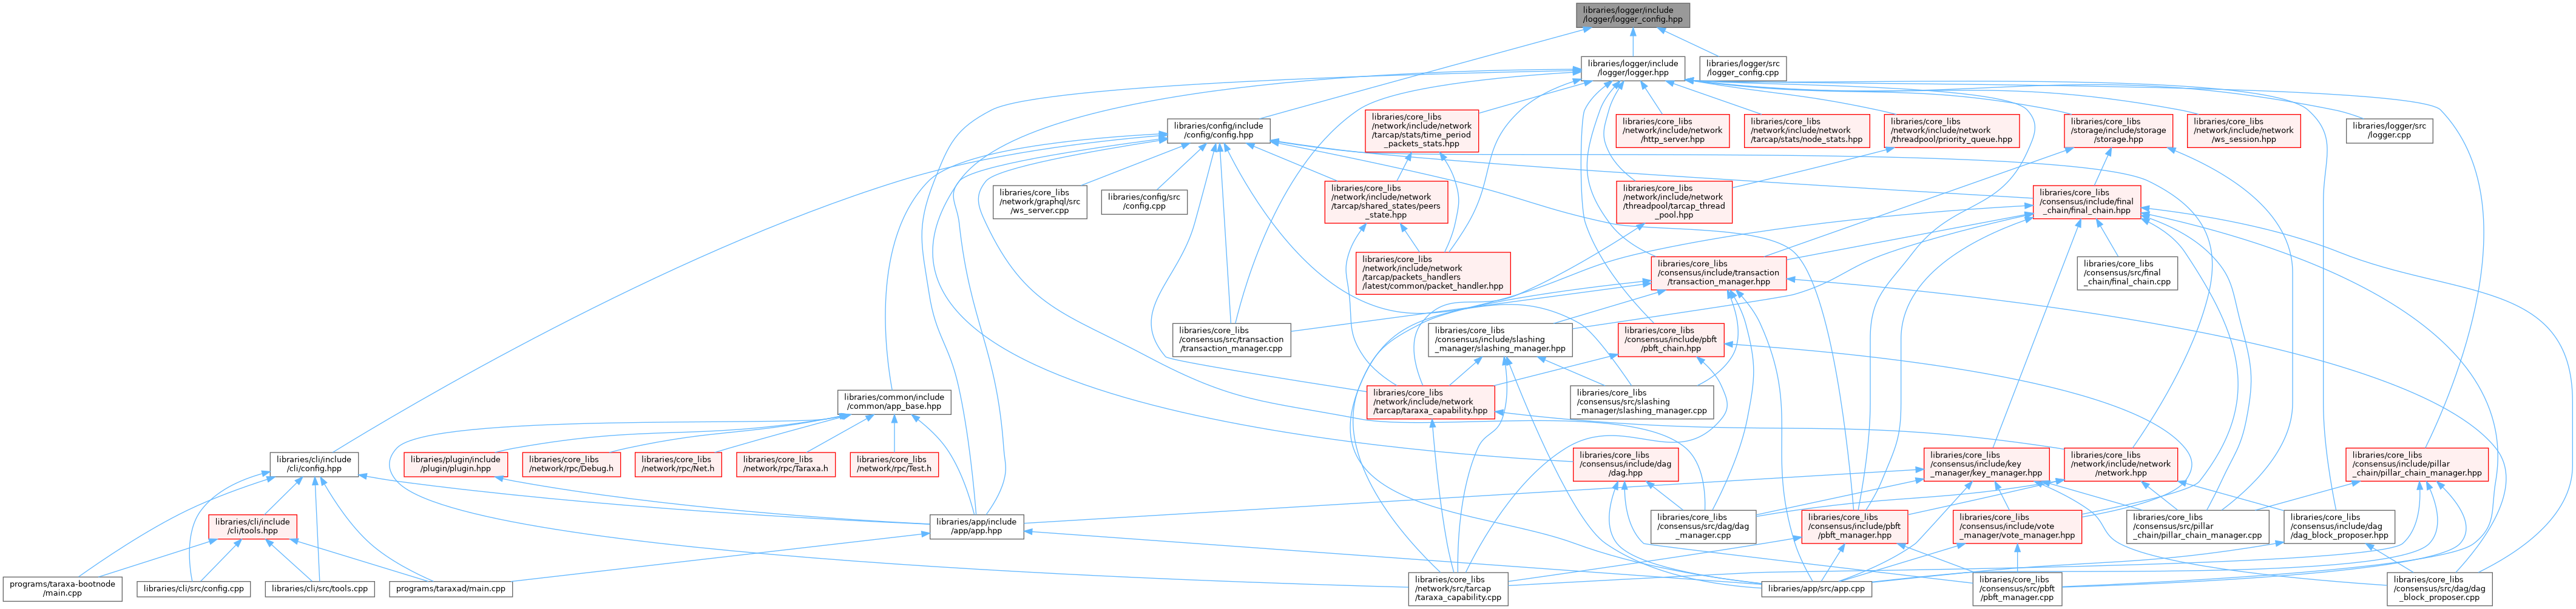 libraries/logger/include
/logger/logger_config.hpp
libraries/logger/include
/logger/logger.hpp
libraries/logger/src
/logger_config.cpp
libraries/config/include
/config/config.hpp
libraries/core_libs
/network/include/network
/tarcap/stats/time_period
_packets_stats.hpp
libraries/core_libs
/network/include/network
/http_server.hpp
libraries/core_libs
/network/include/network
/tarcap/stats/node_stats.hpp
libraries/core_libs
/network/include/network
/threadpool/priority_queue.hpp
libraries/core_libs
/storage/include/storage
/storage.hpp
libraries/core_libs
/network/include/network
/ws_session.hpp
libraries/logger/src
/logger.cpp
libraries/core_libs
/network/graphql/src
/ws_server.cpp
libraries/config/src
/config.cpp
libraries/core_libs
/network/include/network
/tarcap/shared_states/peers
_state.hpp
libraries/core_libs
/network/include/network
/threadpool/tarcap_thread
_pool.hpp
libraries/core_libs
/consensus/include/final
_chain/final_chain.hpp
libraries/core_libs
/network/include/network
/tarcap/packets_handlers
/latest/common/packet_handler.hpp
libraries/core_libs
/consensus/include/transaction
/transaction_manager.hpp
libraries/core_libs
/consensus/src/final
_chain/final_chain.cpp
libraries/core_libs
/consensus/src/transaction
/transaction_manager.cpp
libraries/core_libs
/consensus/include/slashing
_manager/slashing_manager.hpp
libraries/core_libs
/consensus/include/pbft
/pbft_chain.hpp
libraries/common/include
/common/app_base.hpp
libraries/core_libs
/network/include/network
/tarcap/taraxa_capability.hpp
libraries/core_libs
/consensus/src/slashing
_manager/slashing_manager.cpp
libraries/cli/include
/cli/config.hpp
libraries/plugin/include
/plugin/plugin.hpp
libraries/core_libs
/network/rpc/Debug.h
libraries/core_libs
/network/rpc/Net.h
libraries/core_libs
/network/rpc/Taraxa.h
libraries/core_libs
/network/rpc/Test.h
libraries/core_libs
/consensus/include/dag
/dag.hpp
libraries/core_libs
/consensus/include/key
_manager/key_manager.hpp
libraries/core_libs
/network/include/network
/network.hpp
libraries/core_libs
/consensus/include/pillar
_chain/pillar_chain_manager.hpp
libraries/cli/include
/cli/tools.hpp
libraries/app/include
/app/app.hpp
libraries/core_libs
/consensus/src/dag/dag
_manager.cpp
libraries/core_libs
/consensus/include/pbft
/pbft_manager.hpp
libraries/core_libs
/consensus/include/vote
_manager/vote_manager.hpp
libraries/core_libs
/consensus/src/pillar
_chain/pillar_chain_manager.cpp
libraries/core_libs
/consensus/include/dag
/dag_block_proposer.hpp
programs/taraxa-bootnode
/main.cpp
libraries/cli/src/config.cpp
libraries/cli/src/tools.cpp
programs/taraxad/main.cpp
libraries/core_libs
/network/src/tarcap
/taraxa_capability.cpp
libraries/app/src/app.cpp
libraries/core_libs
/consensus/src/pbft
/pbft_manager.cpp
libraries/core_libs
/consensus/src/dag/dag
_block_proposer.cpp